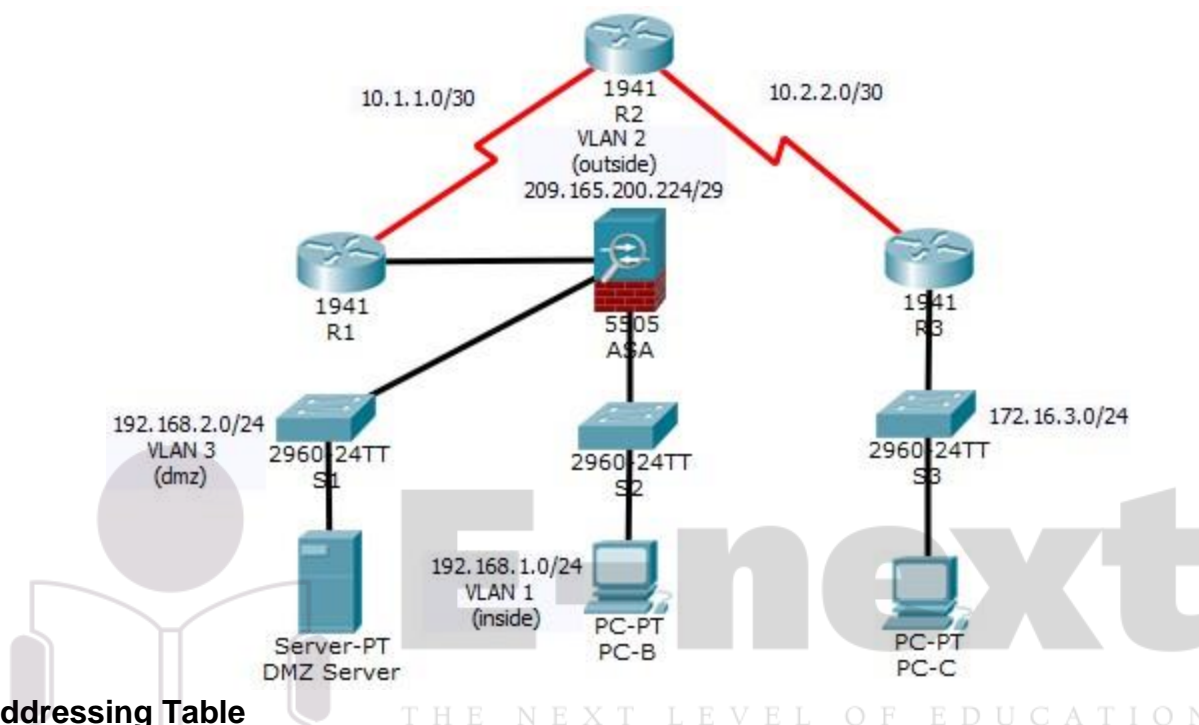 10.1.1.0/30
1941
R2
10.2.2.0/30
VLAN 2
(outside)
209.165.200.224/29
1941
R1
5505
ASA
1941
R3
192.168.2.0/24
VLAN 3
(dmz)
2960-24TT
S1
2960-24TT
S2
2960-24TT
S3
172.16.3.0/24
E-next
192.168.1.0/24
VLAN 1
(inside)
Server-PT
DMZ Server
PC-PT
PC-B
PC-PT
PC-C
ddressing Table
THE NEXT LEVEL OF EDUCATION